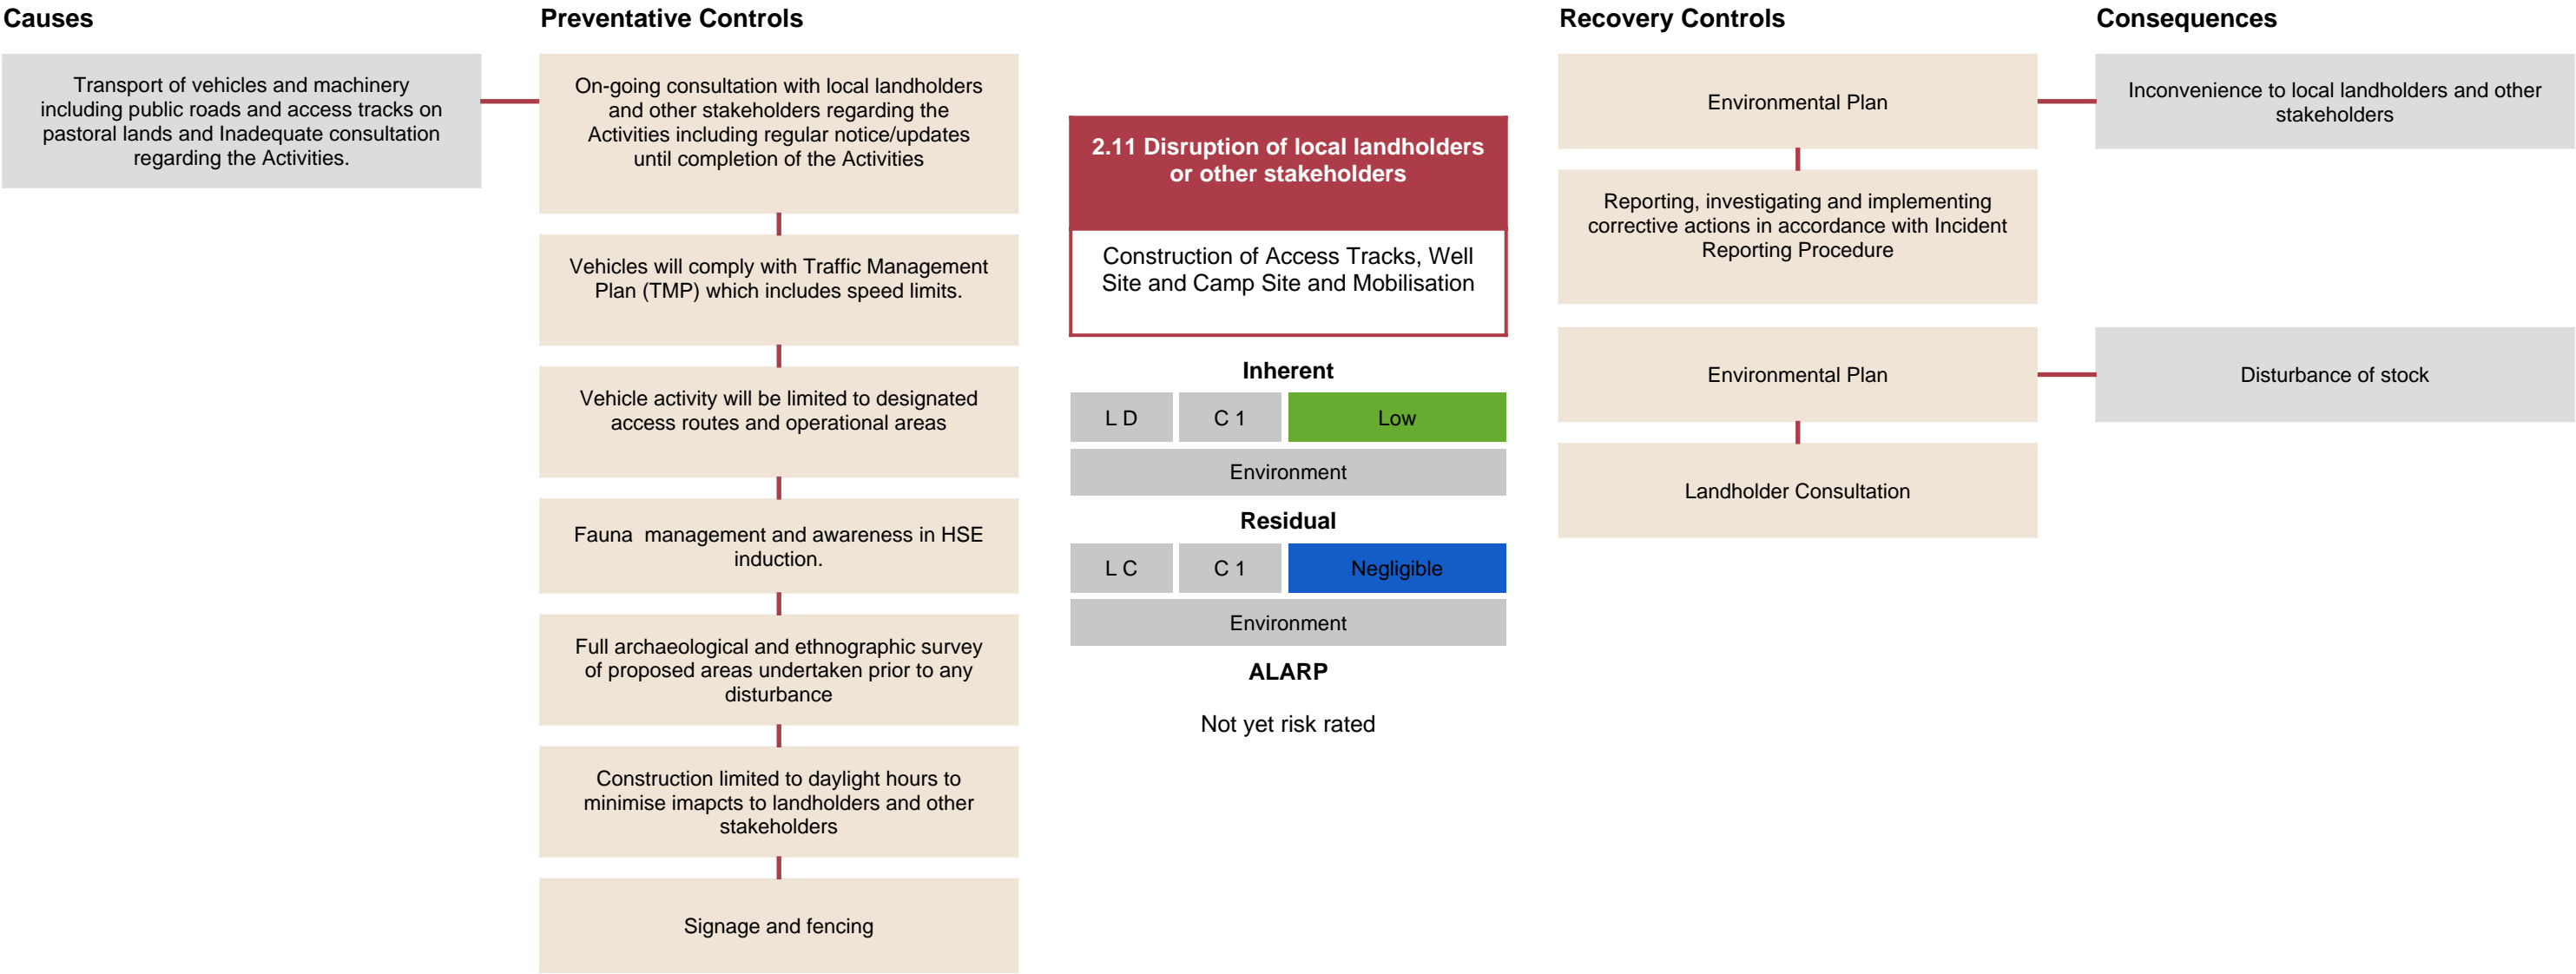 Causes
Transport of vehicles and machinery
including public roads and access tracks on
pastoral lands and Inadequate consultation
regarding the Activities.
Preventative Controls
On-going consultation with local landholders
and other stakeholders regarding the
Activities including regular notice/updates
until completion of the Activities
Vehicles will comply with Traffic Management
Plan (TMP) which includes speed limits.
Vehicle activity will be limited to designated
access routes and operational areas
Fauna  management and awareness in HSE
induction.
Full archaeological and ethnographic survey
of proposed areas undertaken prior to any
disturbance
Construction limited to daylight hours to
minimise imapcts to landholders and other
stakeholders
Signage and fencing
2.11 Disruption of local landholders
or other stakeholders
Construction of Access Tracks, Well
Site and Camp Site and Mobilisation
Inherent
L D
C 1
Low
Environment
Residual
L C
C 1
Negligible
Environment
ALARP
Not yet risk rated
Recovery Controls
Environmental Plan
Reporting, investigating and implementing
corrective actions in accordance with Incident
Reporting Procedure
Environmental Plan
Landholder Consultation
Consequences
Inconvenience to local landholders and other
stakeholders
Disturbance of stock